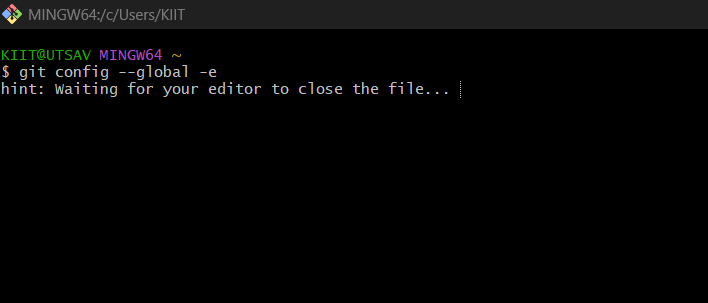 MINGW64:/c/Users/KIIT
KIIT@UTSAV MINGW64 ~
$ git config --global -e
hint: Waiting for your editor to close the file...